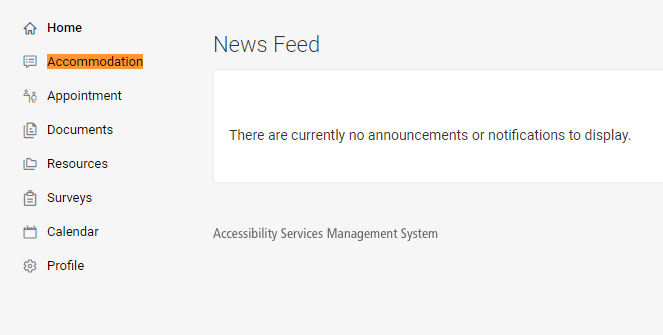 Home
Accommodation
Appointment
Documents
Resources
Surveys
Calendar
Profile
News Feed
There are currently no announcements or notifications to display.
Accessibility Services Management System